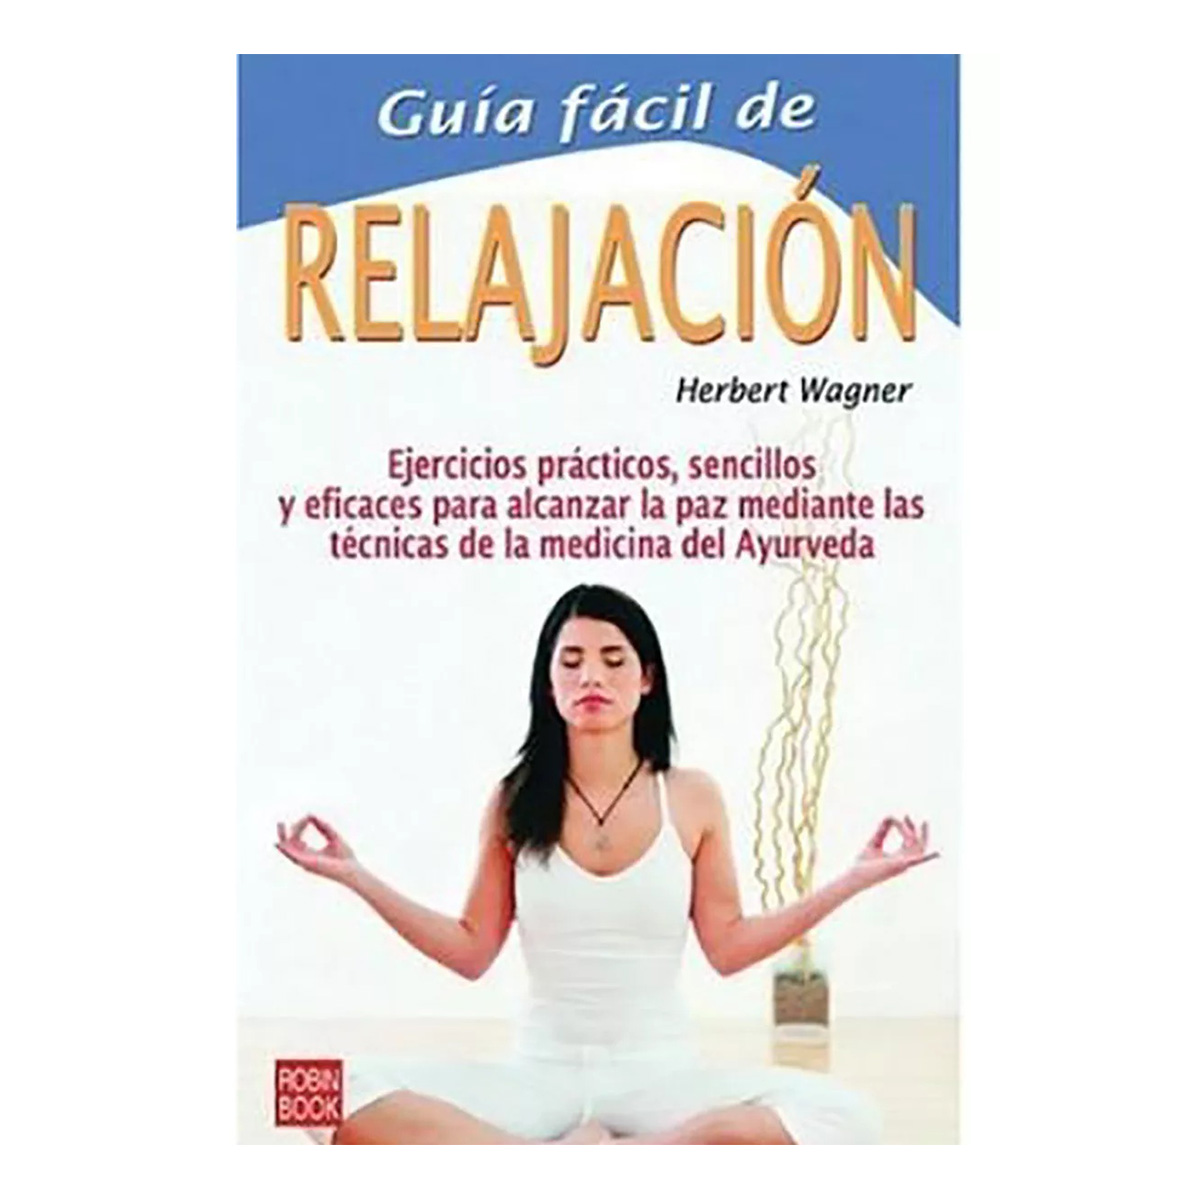 Guía fácil de
RELAJACIÓN
Herbert Wagner
Ejercicios prácticos, sencillos
y eficaces para alcanzar la paz mediante las
técnicas de la medicina del Ayurveda
ROBIN
BOOK